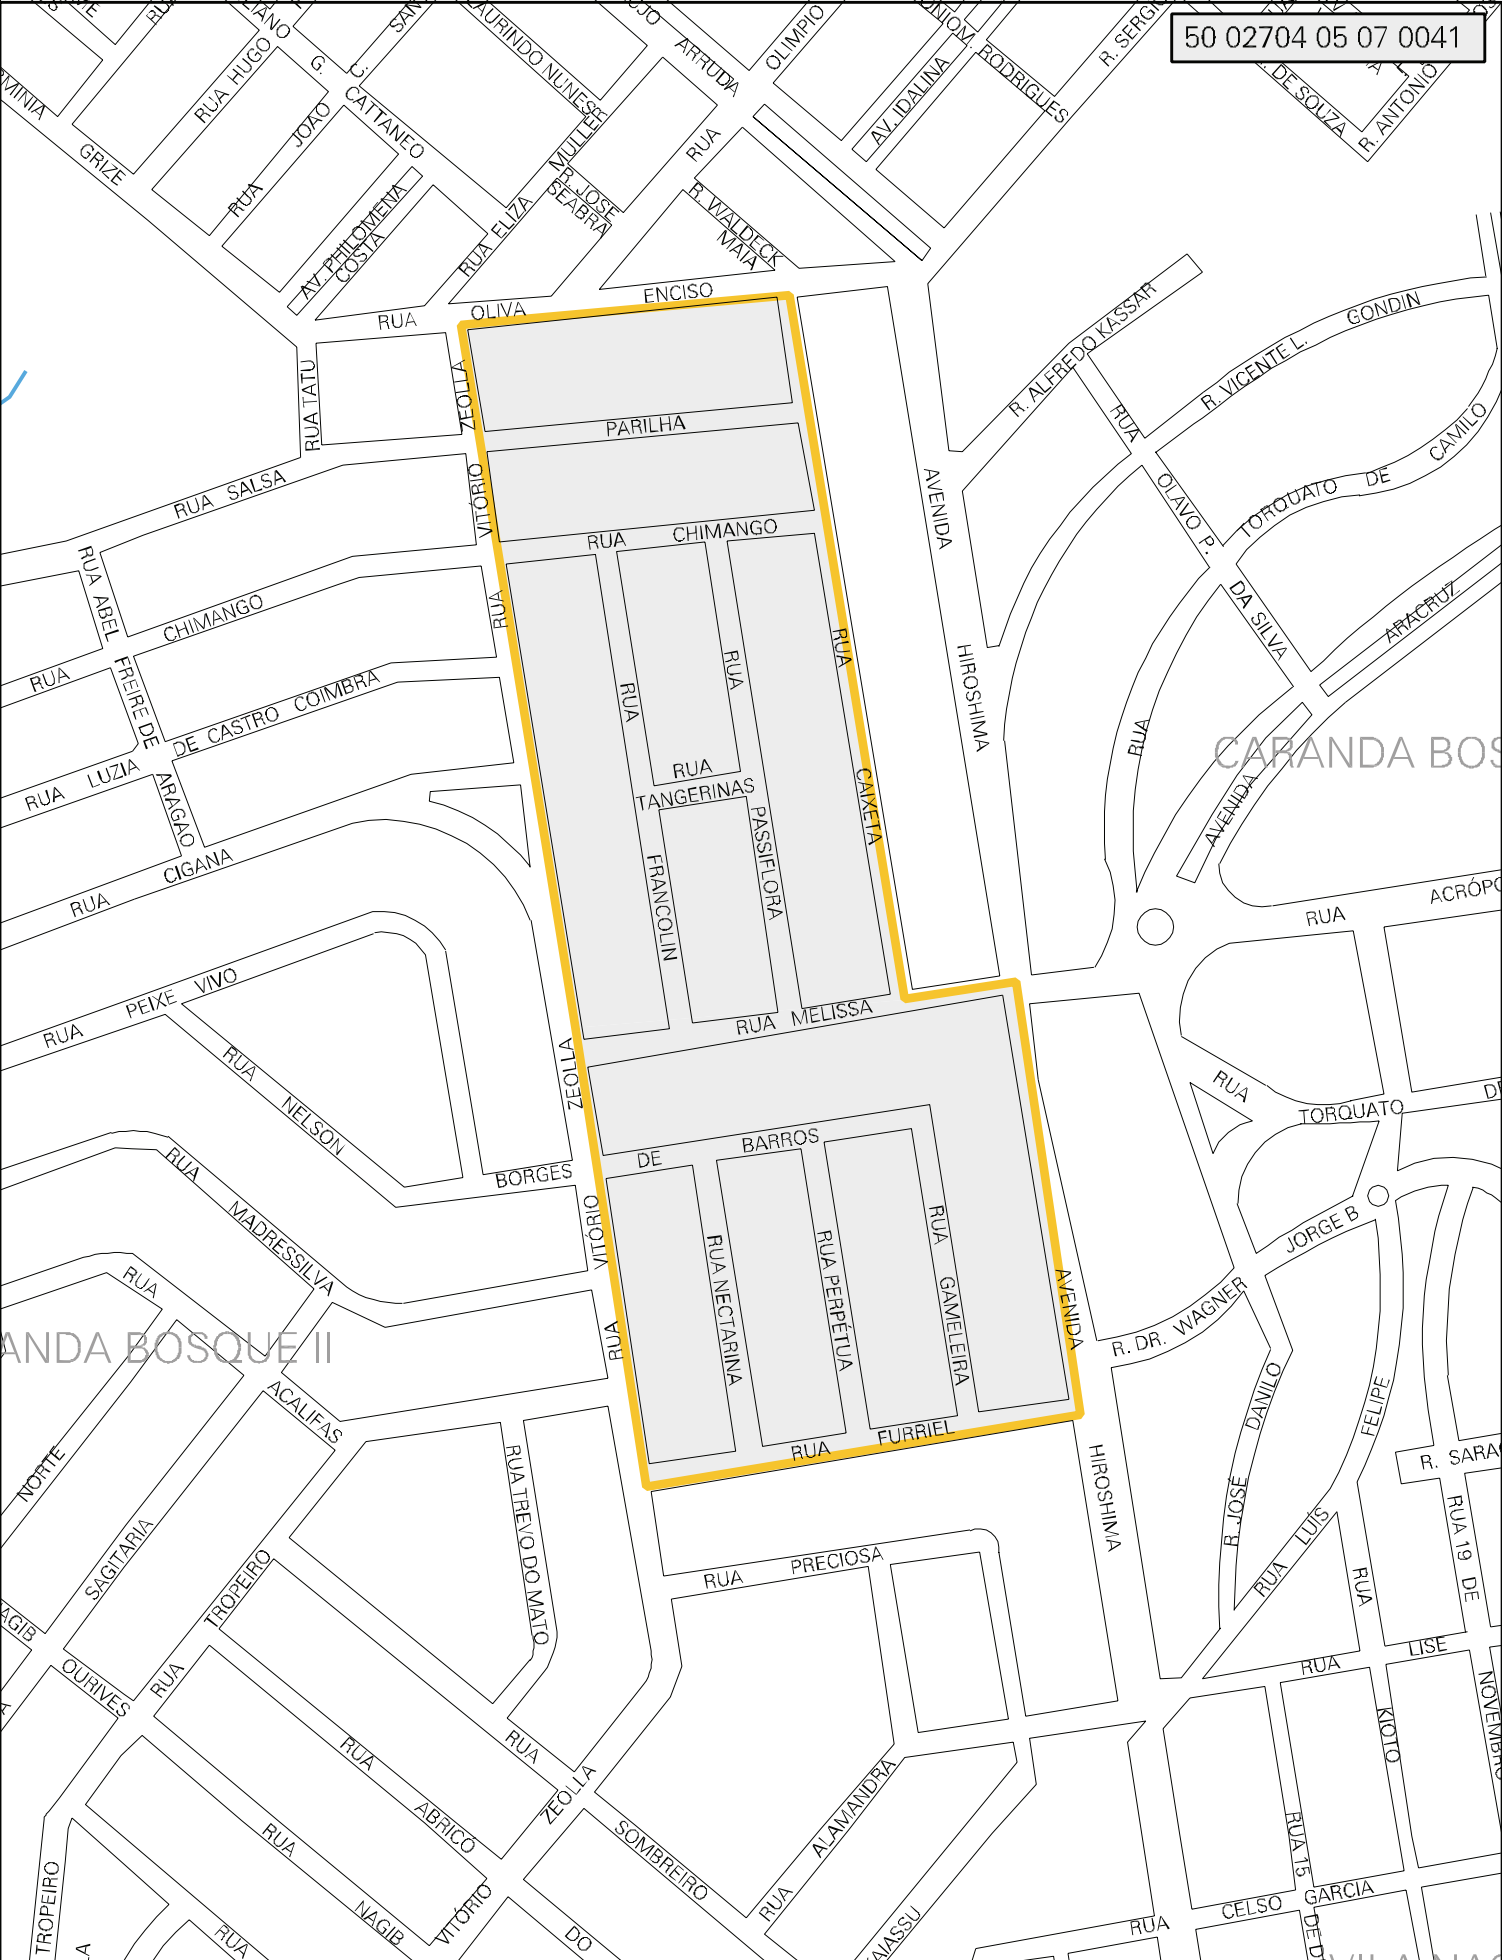 50 02704 05 07 0041
GRIZE
RUA HUGO
G.
CATTANEO
JOAO
RUA
AV. PHILOMENA
COSTA
LAURINDO NUNES
MULLER
RUA ELIZA
R. JOSE
SEABRA
ARRUDA
RUA
OLIMPIO
R. WALDECK
MAIA
AV. IDALINA
RODRIGUES
R. SERGIO
DE SOUZA
R. ANTONIO
RUA
OLIVA
ENCISO
RUA TATU
ZEOLLA
VITÓRIO
RUA
PARILHA
RUA
CHIMANGO
RUA SALSA
RUA ABEL
FREIRE DE
ARAGAO
RUA
CHIMANGO
RUA
LUZIA
DE CASTRO
COIMBRA
RUA
CIGANA
RUA
FRANCOLIN
RUA
PASSIFLORA
RUA
TANGERINAS
RUA
CAIXETA
AVENIDA
HIROSHIMA
R. ALFREDO KASSAR
R. VICENTE L.
GONDIN
RUA
OLAVO P.
DA SILVA
RUA
TORQUATO
DE
CAMILO
AVENIDA
ARACRUZ
CARANDA BOS
RUA
ACRÓPO
RUA
PEIXE
VIVO
RUA
NELSON
BORGES
DE
BARROS
RUA
MELISSA
ZEOLLA
VITÓRIO
RUA
RUA
MADRESSILVA
RUA
ACALIFAS
ANDA BOSQUE II
RUA NECTARINA
RUA PERPÉTUA
RUA
GAMELEIRA
RUA
FURRIEL
AVENIDA
HIROSHIMA
RUA
TORQUATO
DE
JORGE B
R. DR. WAGNER
R. JOSÉ
DANILO
RUA
LUÍS
FELIPE
R. SARA
RUA 19 DE
NOVEMBRO
RUA
KIOTO
RUA
LISE
NORTE
SAGITARIA
RUA
TROPEIRO
RUA TREVO DO MATO
RUA
PRECIOSA
AGIB
OURIVES
RUA
ABRICÓ
RUA
NAGIB
RUA
SOMBREIRO
DO
ZEOLLA
VITÓRIO
RUA
ALAMANDRA
AIASSU
TROPEIRO
RUA
RUA
CELSO
GARCIA
RUA 15